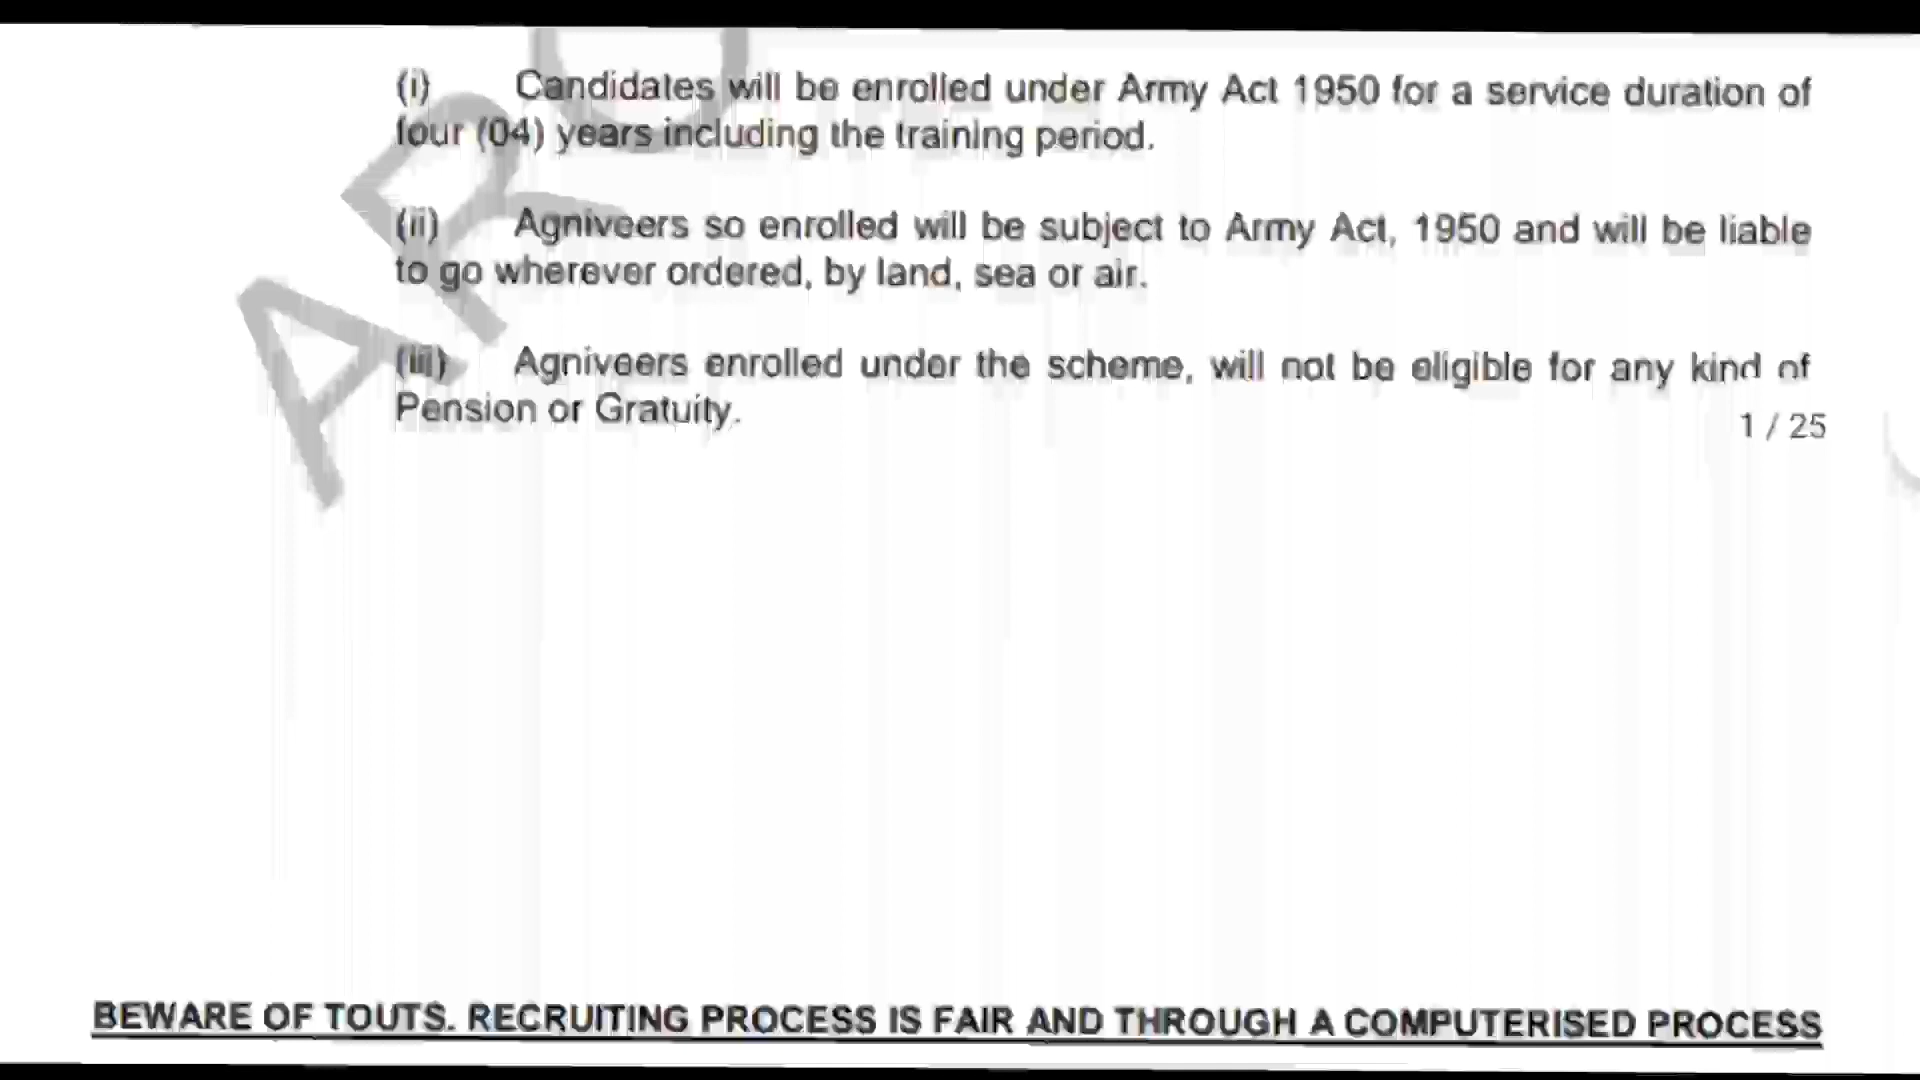 (i) Candidates will be enrolled under Army Act 1950 for a service duration of
four (04) years including the training period.
(ii) Agniveers so enrolled will be subject to Army Act, 1950 and will be liable
to go wherever ordered, by land, sea or air.
(iii) Agniveers enrolled under the scheme, will not be eligible for any kind of
Pension or Gratuity.
1 / 25
BEWARE OF TOUTS. RECRUITING PROCESS IS FAIR AND THROUGH A COMPUTERISED PROCESS